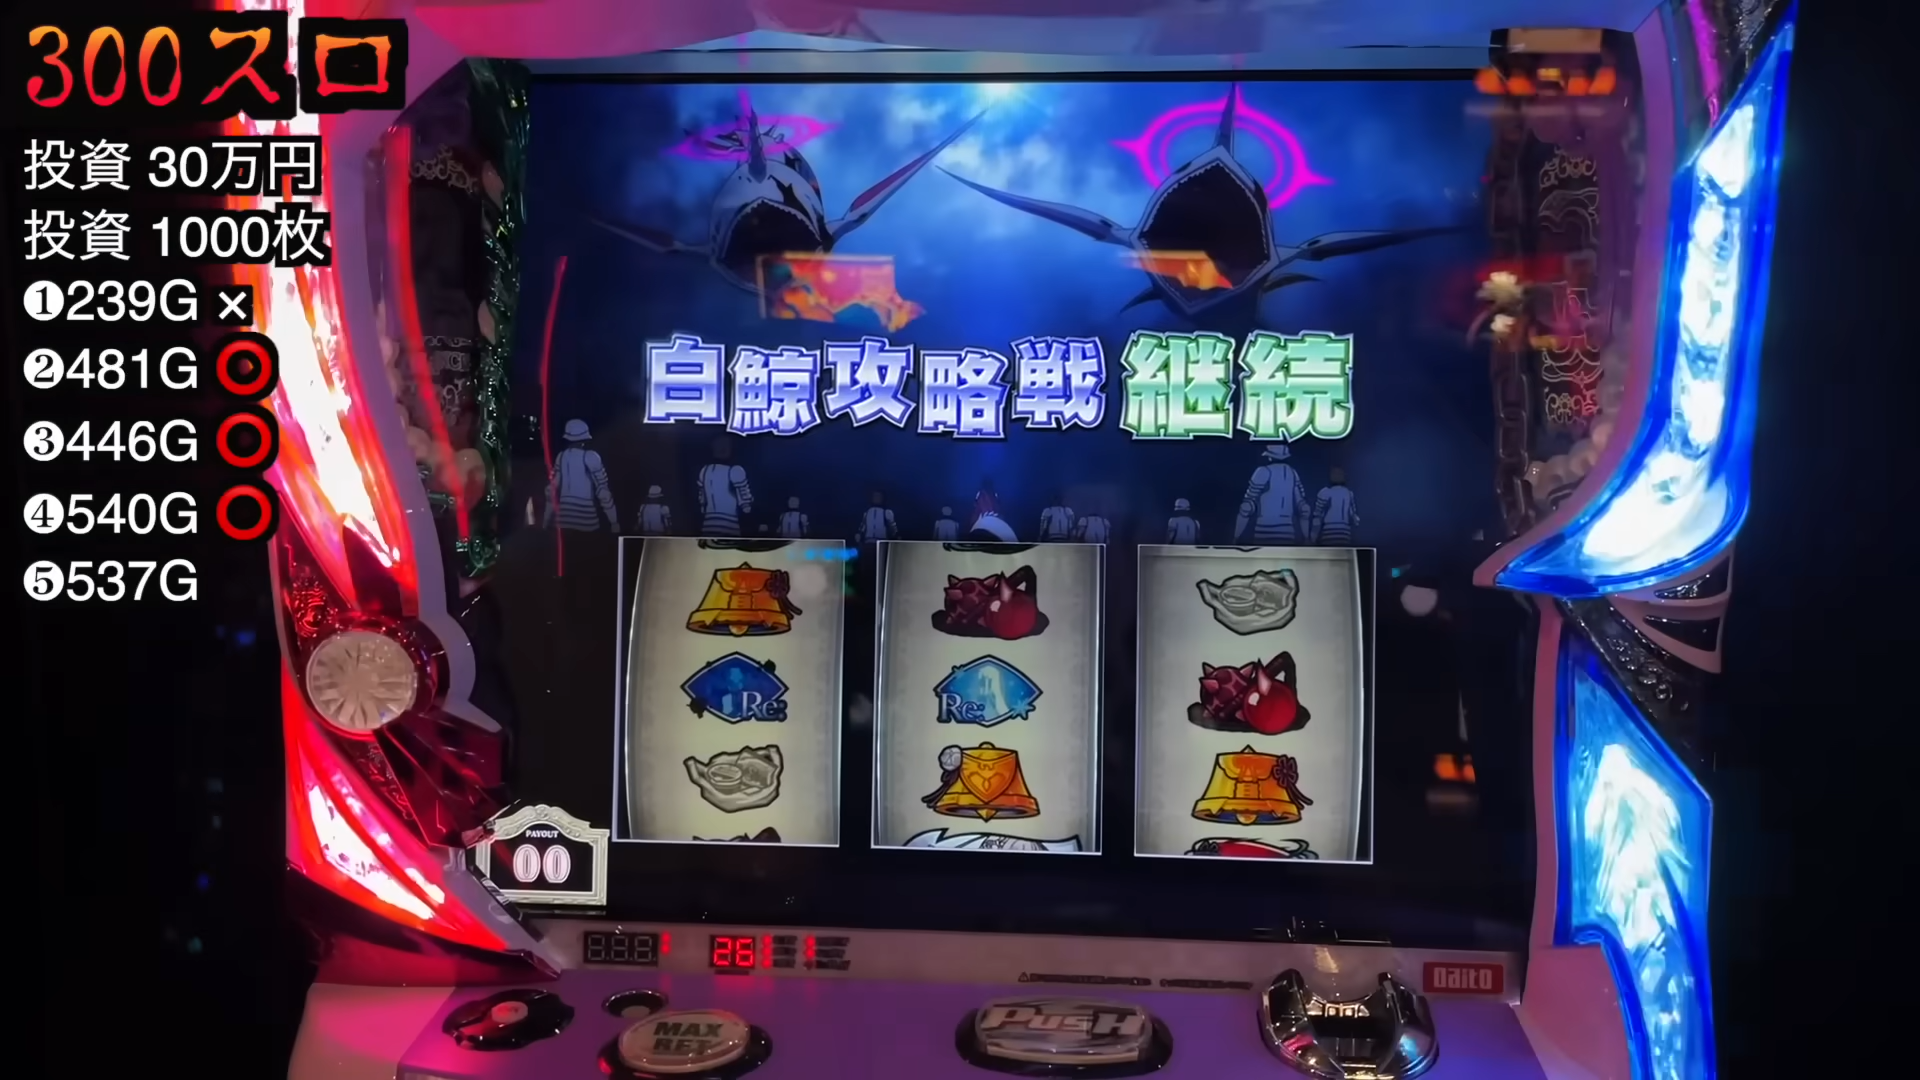 300スロ
投資 30万円
投資 1000枚
❶239G ×
❷481G ⭕
❸446G ⭕
❹540G ⭕
❺537G
白鯨攻略戦 継続
Re:
Re:
PAYOUT
00
26
Daito
MAX
BET
PUSH